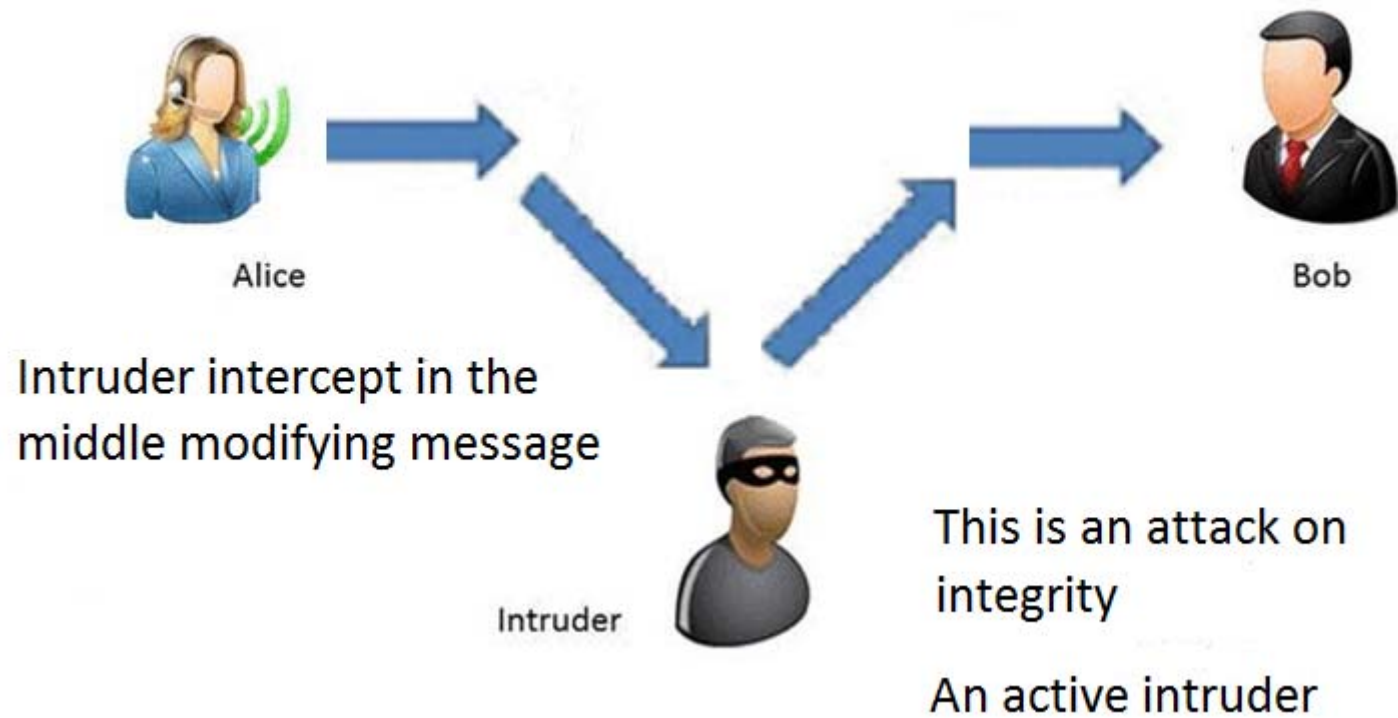 Alice
Bob
Intruder intercept in the
middle modifying message
Intruder
This is an attack on
integrity
An active intruder